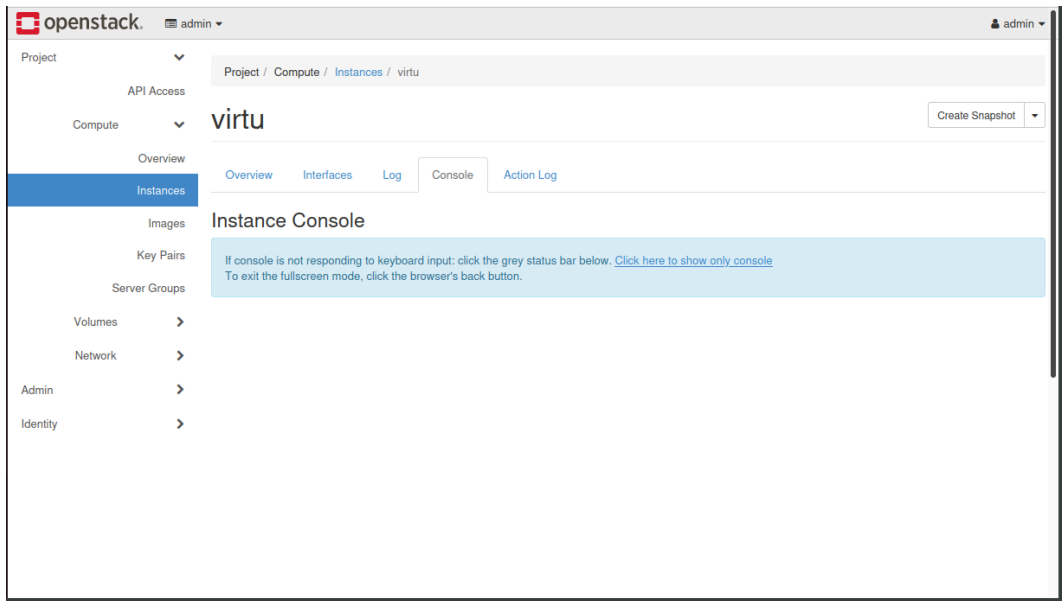 openstack. admin admin
Project
API Access
Compute
Overview
Instances
Images
Key Pairs
Server Groups
Volumes
Network
Admin
Identity
Project / Compute / Instances / virtu
virtu
Create Snapshot
Overview Interfaces Log Console Action Log
Instance Console
If console is not responding to keyboard input: click the grey status bar below. Click here to show only console
To exit the fullscreen mode, click the browser's back button.